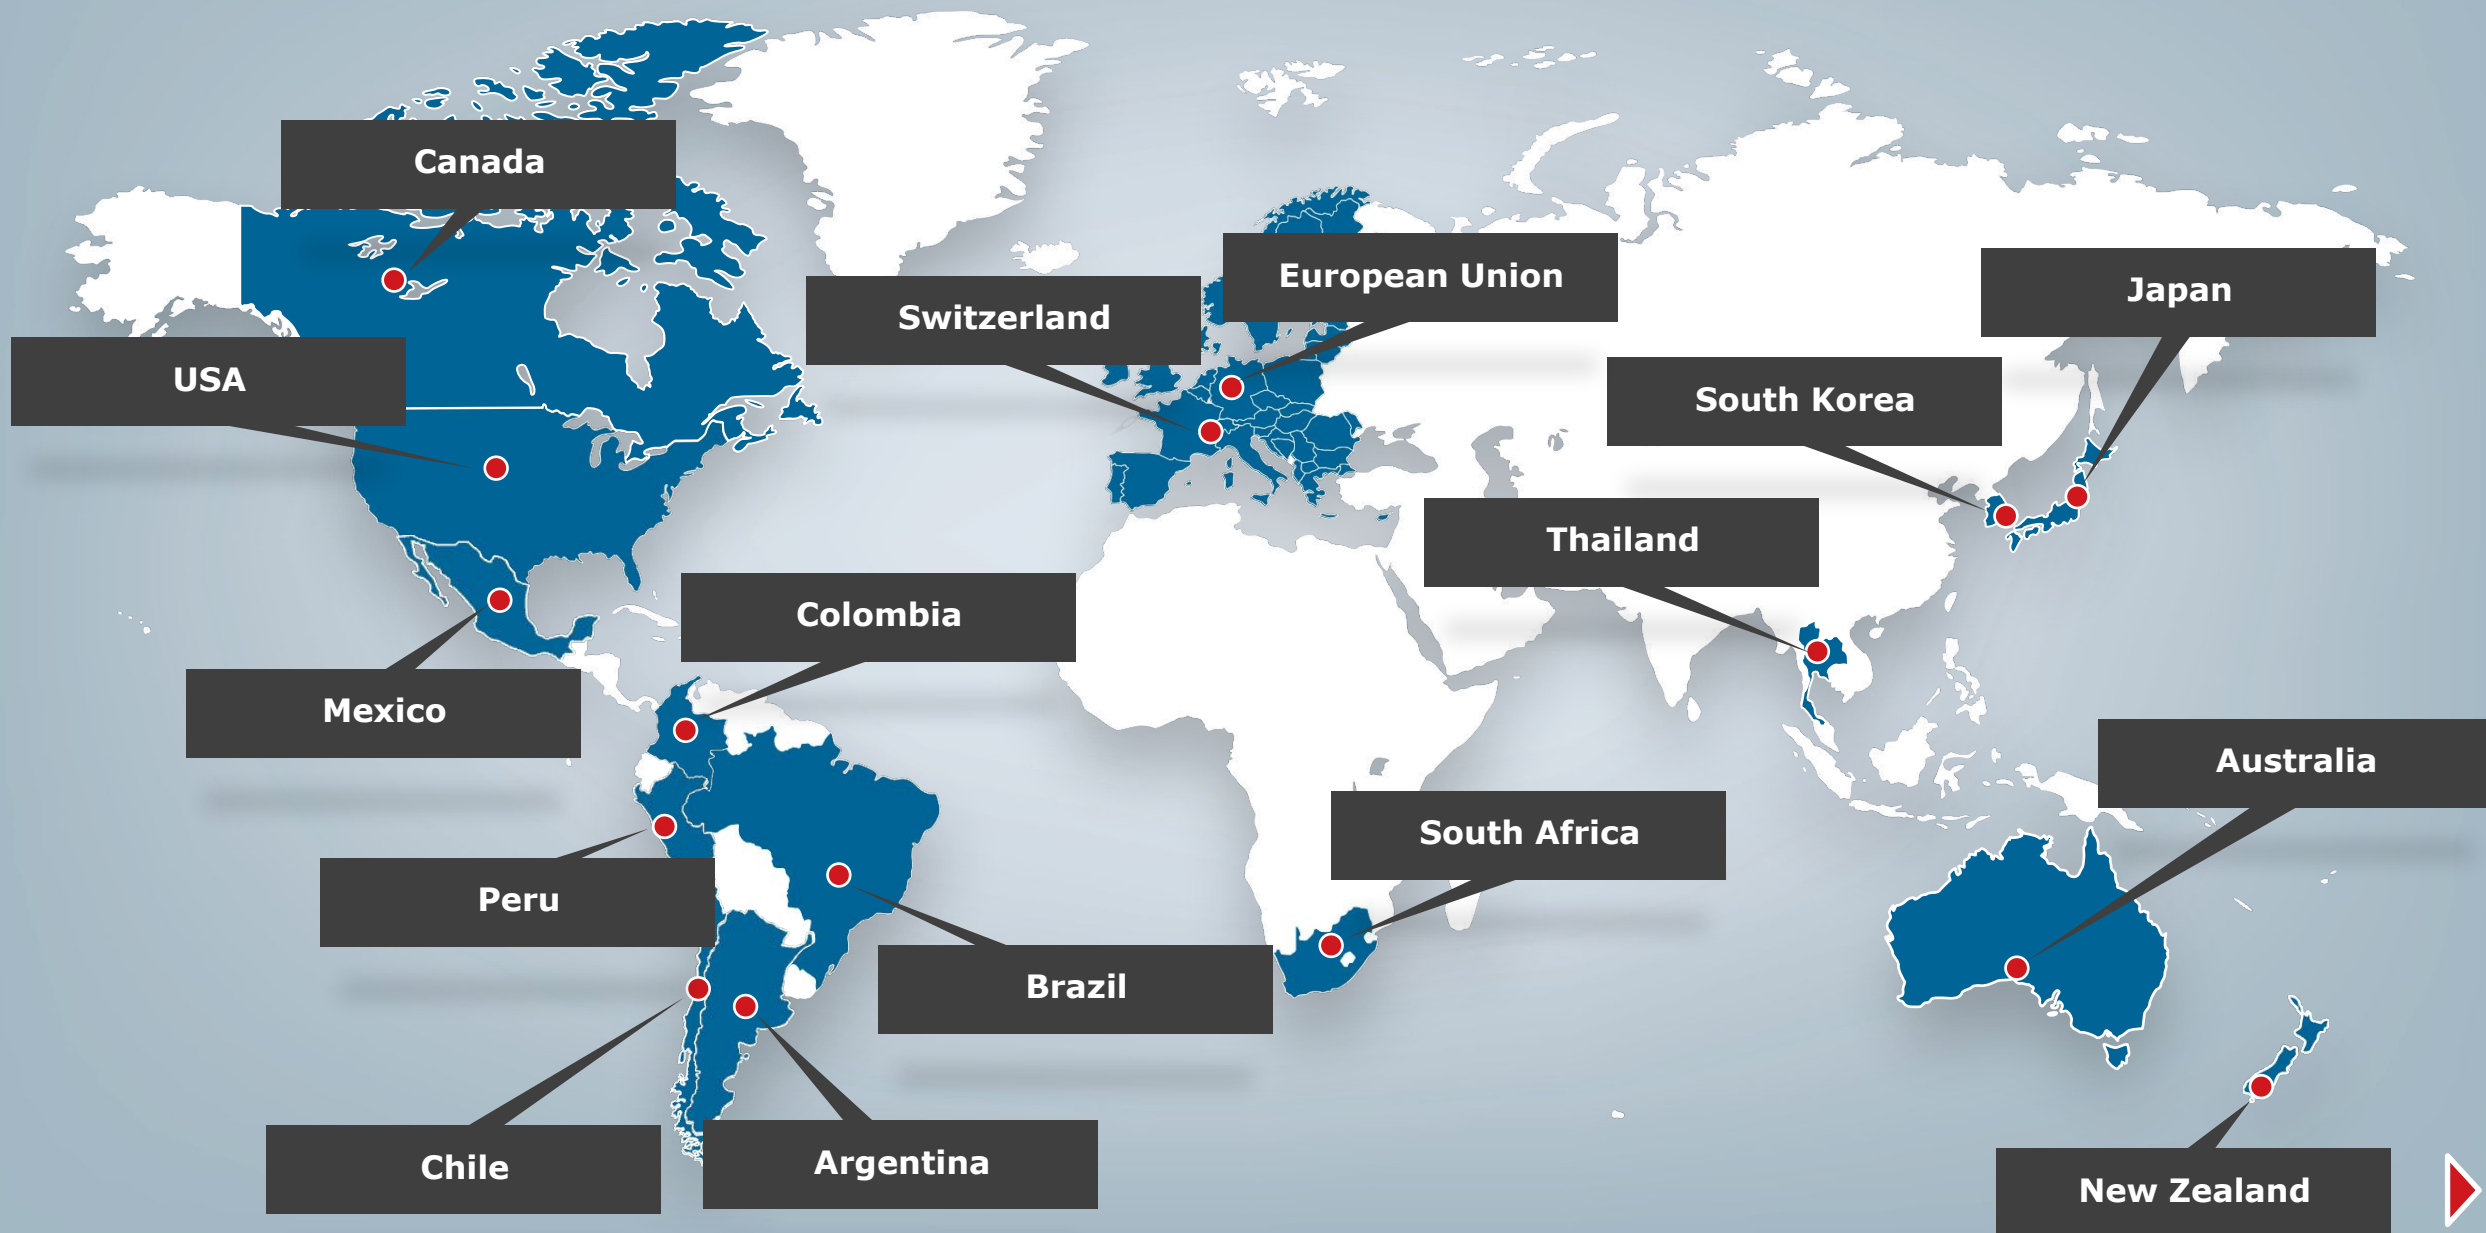 Canada
European Union
Japan
Switzerland
USA
South Korea
Thailand
Colombia
Mexico
Australia
South Africa
Peru
Brazil
Chile
Argentina
New Zealand